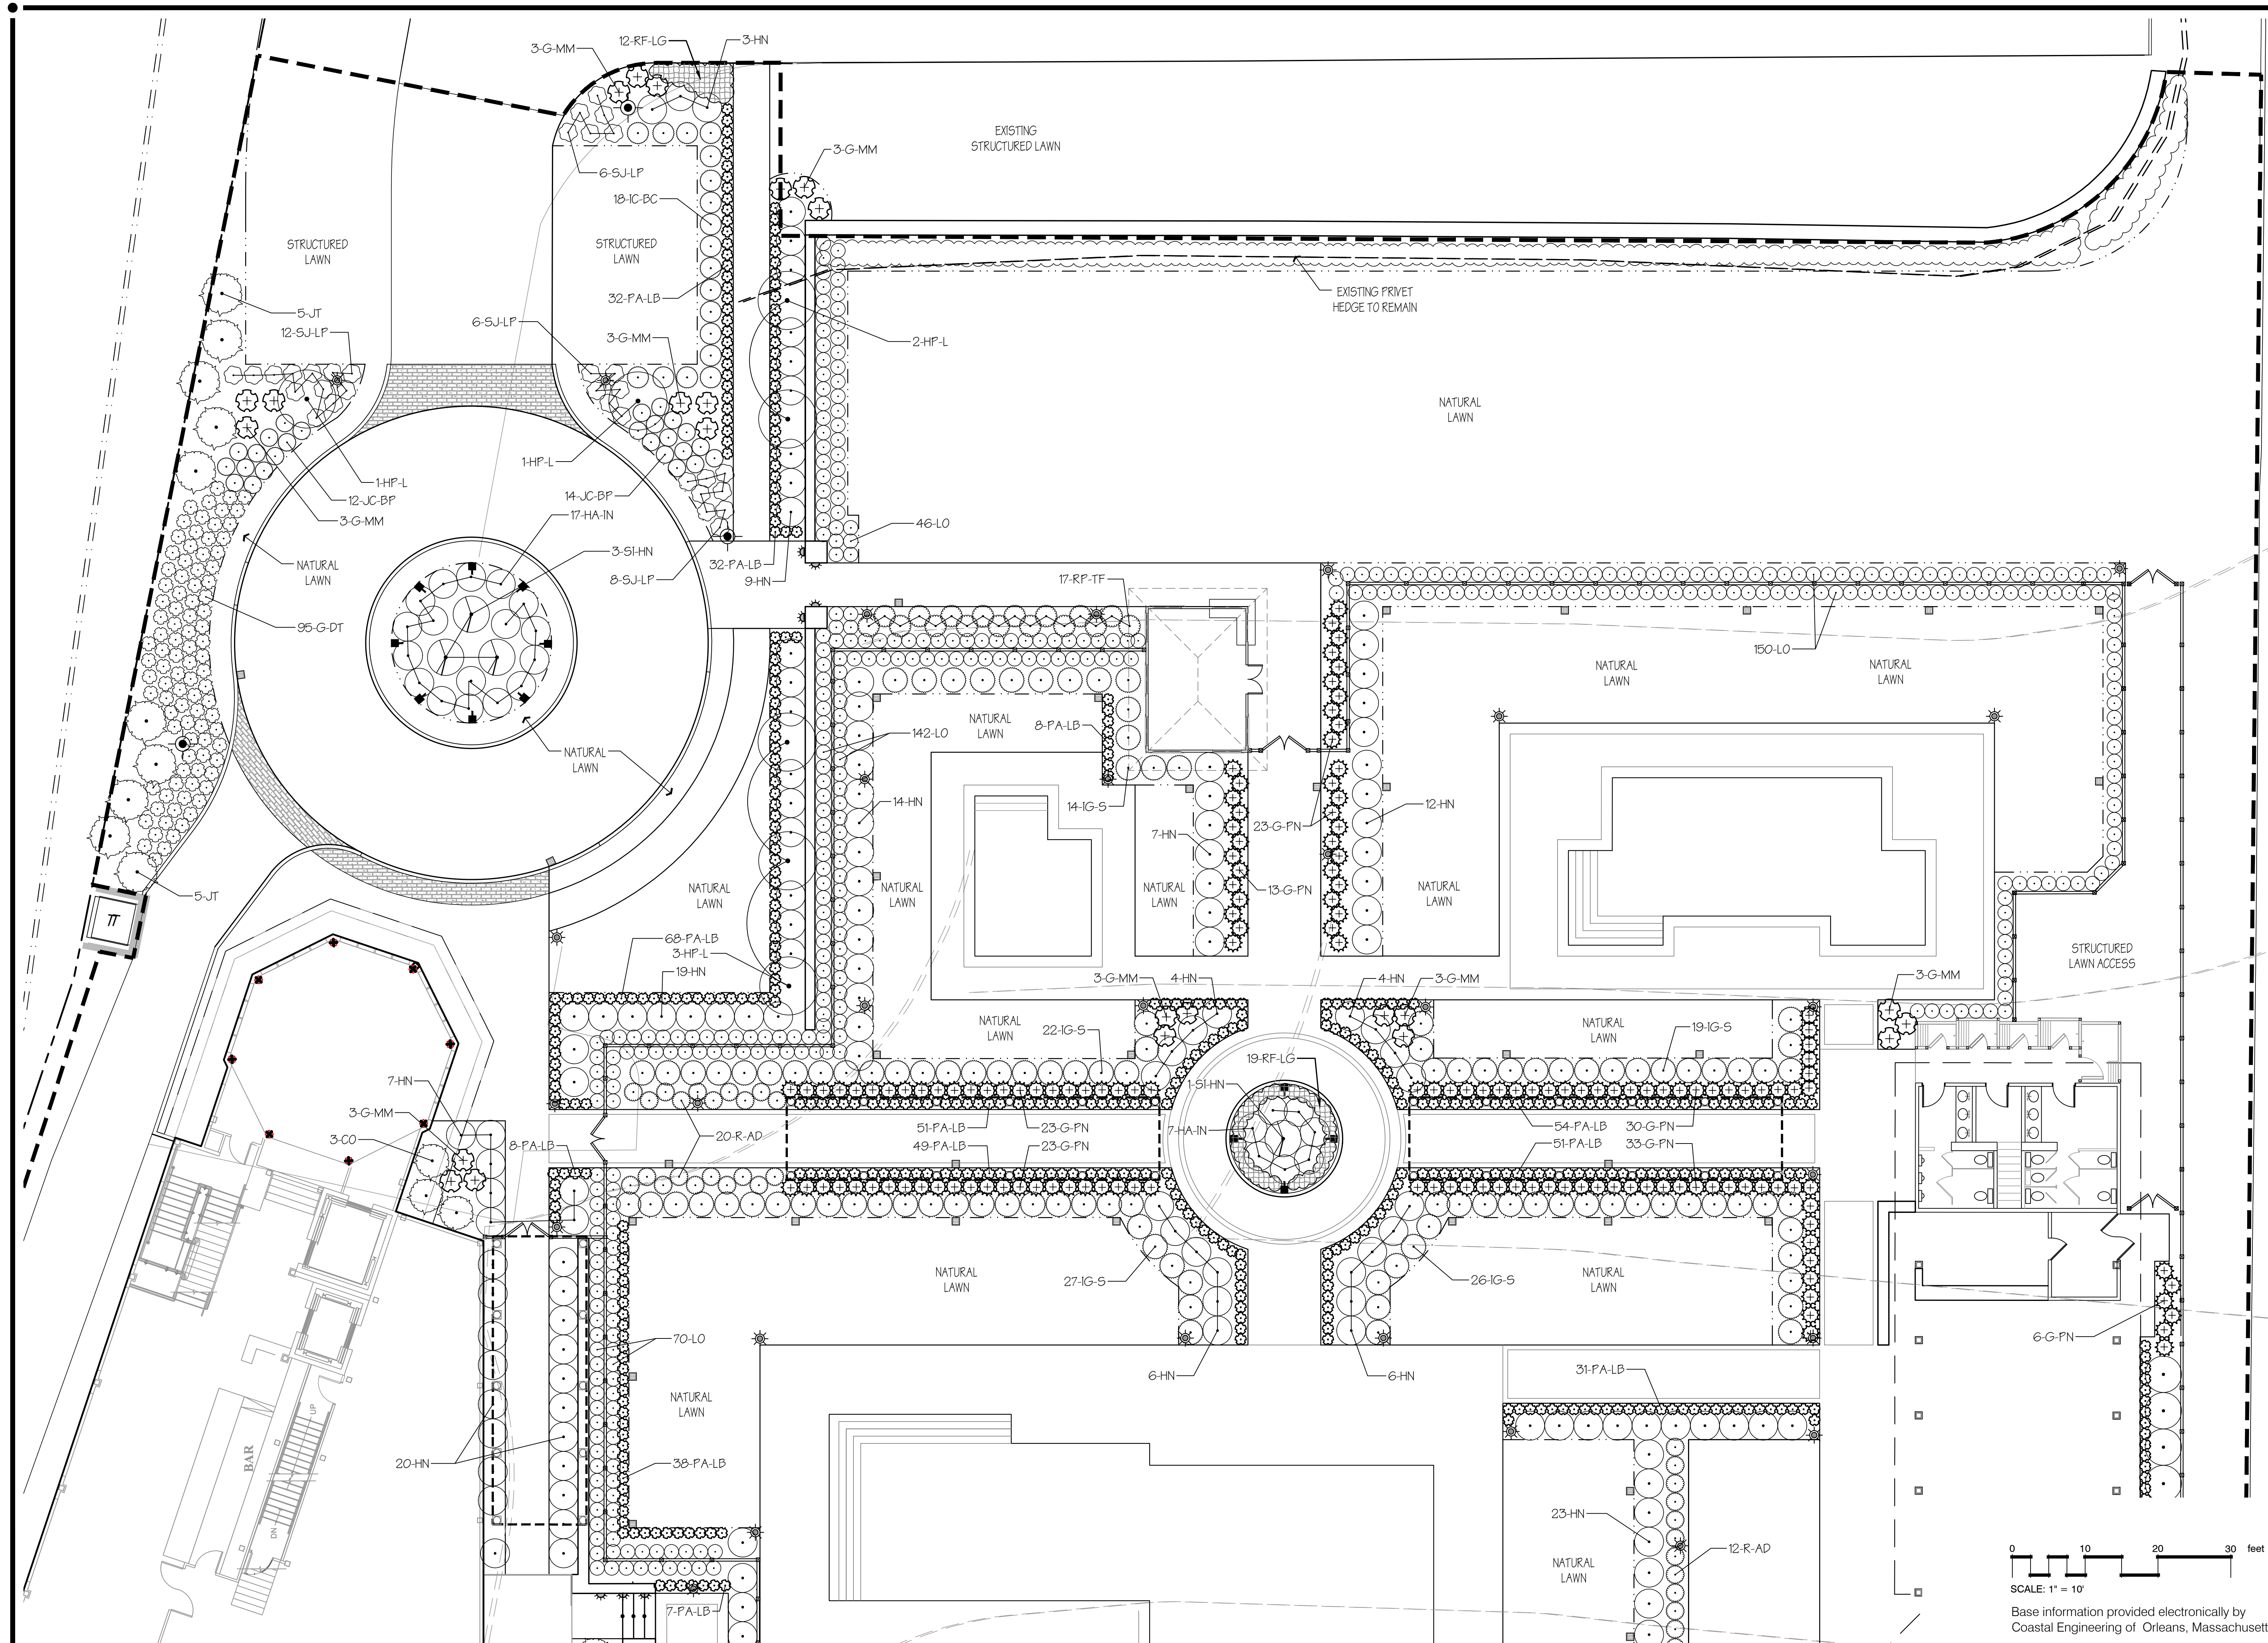 12-RF-LG
3-HN
3-G-MM
EXISTING
STRUCTURED LAWN
3-G-MM
6-SJ-LP
18-IC-BC
STRUCTURED
LAWN
STRUCTURED
LAWN
32-PA-LB
EXISTING PRIVET
HEDGE TO REMAIN
5-JT
12-SJ-LP
6-SJ-LP
3-G-MM
2-HP-L
NATURAL
LAWN
1-HP-L
1-HP-L
12-JC-BP
14-JC-BP
3-G-MM
17-HA-IN
46-LO
3-SI-HN
NATURAL
LAWN
8-SJ-LP
32-PA-LB
9-HN
17-RP-TF
95-G-DT
150-LO
NATURAL
LAWN
NATURAL
LAWN
NATURAL
LAWN
8-PA-LB
142-LO
NATURAL
LAWN
14-HN
14-IG-S
12-HN
23-G-PN
7-HN
5-JT
NATURAL
LAWN
NATURAL
LAWN
NATURAL
LAWN
13-G-PN
NATURAL
LAWN
TT
68-PA-LB
3-HP-L
19-HN
STRUCTURED
LAWN ACCESS
3-G-MM
4-HN
4-HN
3-G-MM
3-G-MM
NATURAL
LAWN
22-IG-S
NATURAL
LAWN
19-IG-S
19-RF-LG
1-SI-HN
7-HN
3-G-MM
3-CO
8-PA-LB
20-R-AD
51-PA-LB
23-G-PN
7-HA-IN
54-PA-LB
30-G-PN
49-PA-LB
23-G-PN
51-PA-LB
33-G-PN
NATURAL
LAWN
27-IG-S
26-IG-S
NATURAL
LAWN
70-LO
6-G-PN
6-HN
6-HN
31-PA-LB
NATURAL
LAWN
UP
BAR
20-HN
38-PA-LB
DN
23-HN
12-R-AD
NATURAL
LAWN
7-PA-LB
0 10 20 30 feet
SCALE: 1" = 10'
Base information provided electronically by
Coastal Engineering of Orleans, Massachusett